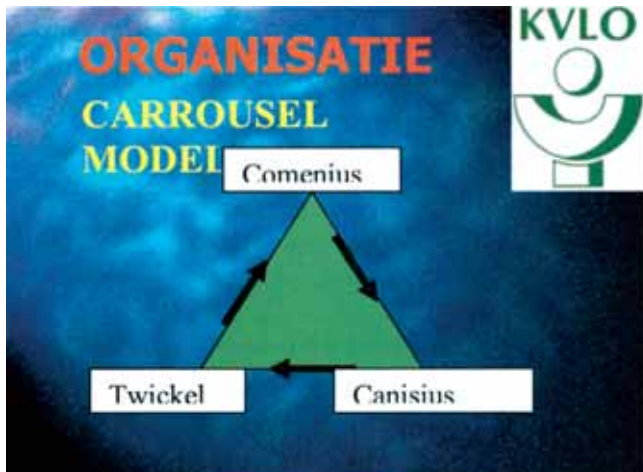 KVLO
ORGANISATIE
CARROUSEL
MODEL
Comenius
Twickel
Canisius